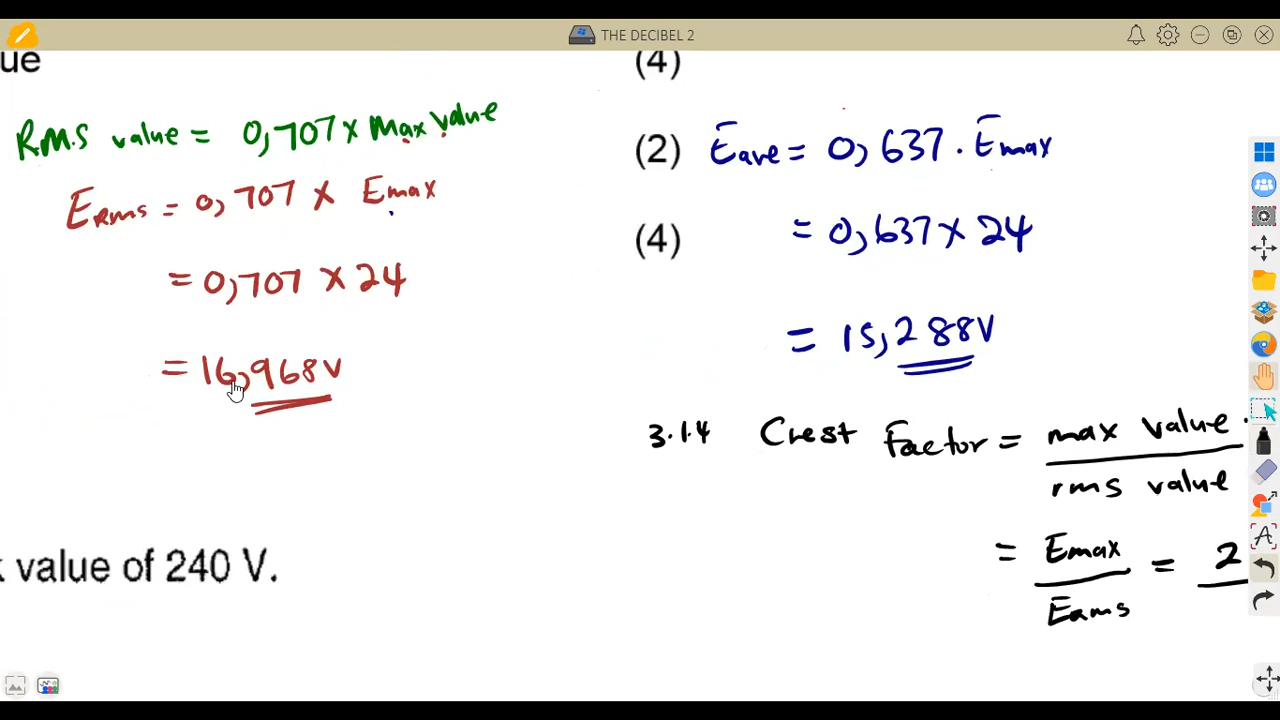 THE DECIBEL 2
ue
R.M.S value = 0,707 x Max value
ERMS = 0,707 x Emax
= 0,707 x 24
= 16,968V
k value of 240 V.
(4)
(2) Eave = 0,637 . Emax
(4) = 0,637 x 24
= 15,288V
3.1.4 Crest Factor = max value
rms value
= Emax = 2
Eams